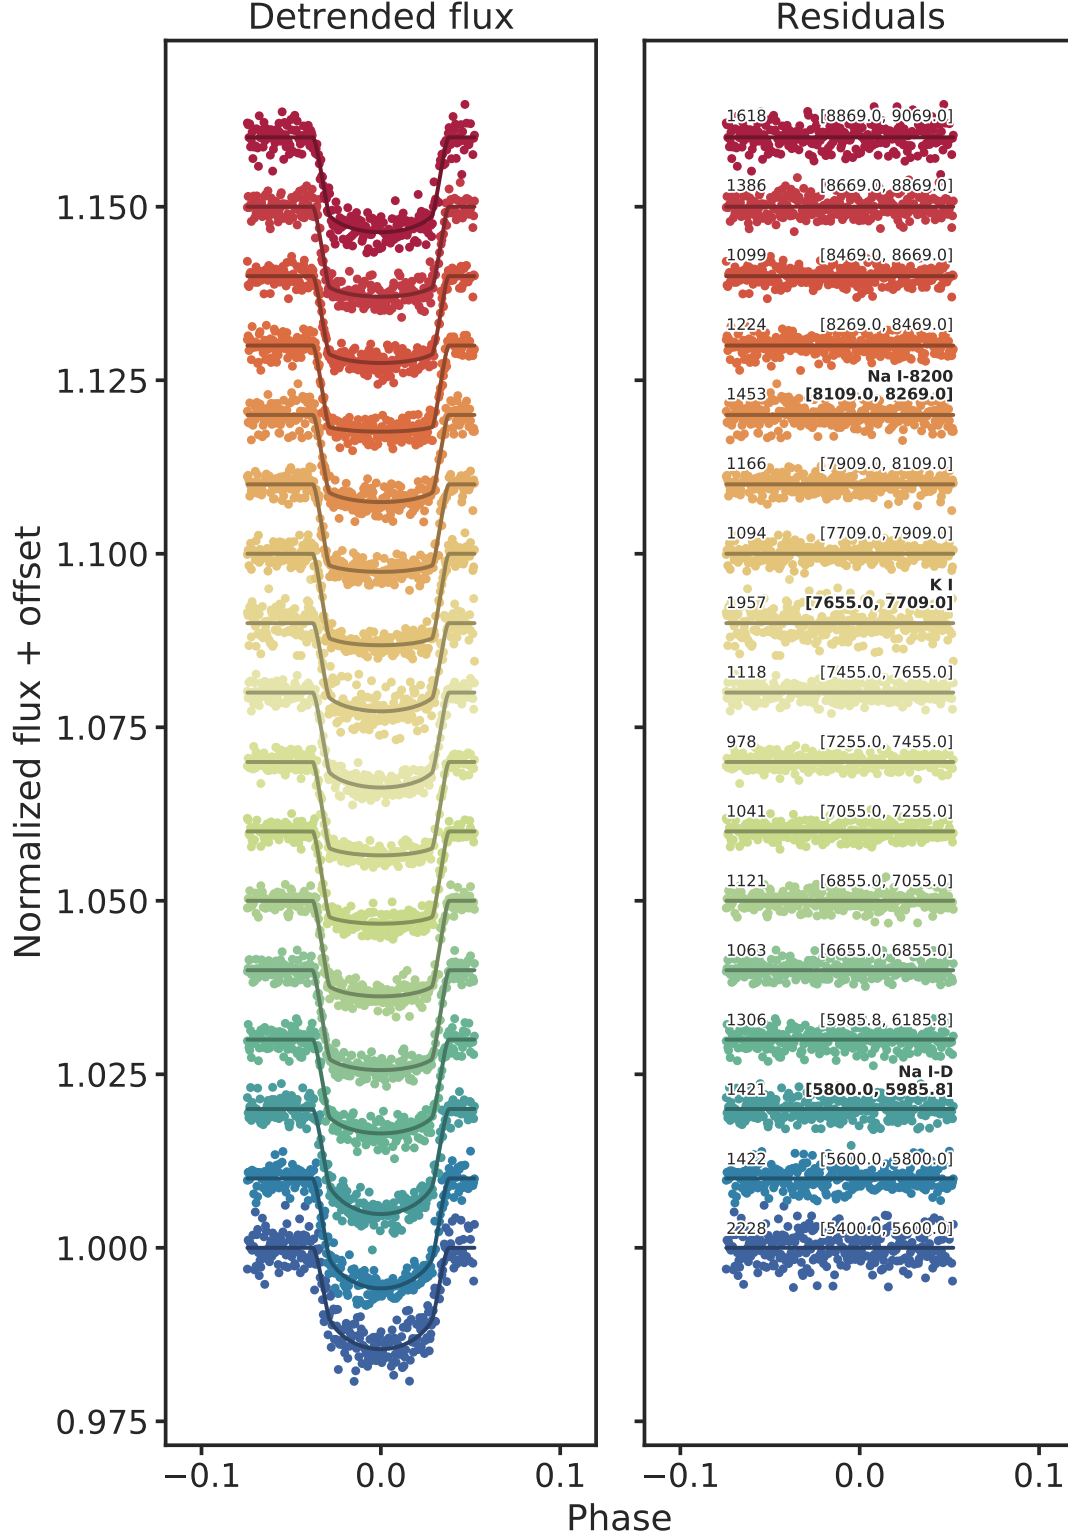 Detrended flux
Residuals
Normalized flux + offset
1.150
1.125
1.100
1.075
1.050
1.025
1.000
0.975
1618 [8869.0, 9069.0]
1386 [8669.0, 8869.0]
1099 [8469.0, 8669.0]
1224 [8269.0, 8469.0]
Na I-8200
1453 [8109.0, 8269.0]
1166 [7909.0, 8109.0]
1094 [7709.0, 7909.0]
K I
1957 [7655.0, 7709.0]
1118 [7455.0, 7655.0]
978 [7255.0, 7455.0]
1041 [7055.0, 7255.0]
1121 [6855.0, 7055.0]
1063 [6655.0, 6855.0]
1306 [5985.8, 6185.8]
Na I-D
1421 [5800.0, 5985.8]
1422 [5600.0, 5800.0]
2228 [5400.0, 5600.0]
−0.1 0.0 0.1
−0.1 0.0 0.1
Phase